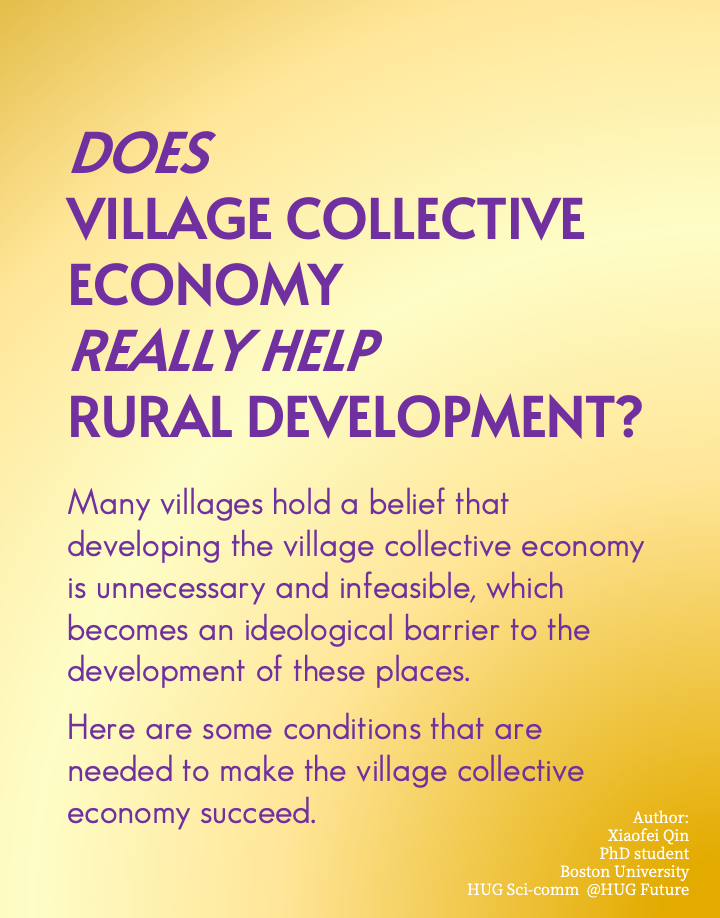 DOES
VILLAGE COLLECTIVE
ECONOMY
REALLY HELP
RURAL DEVELOPMENT?
Many villages hold a belief that
developing the village collective economy
is unnecessary and infeasible, which
becomes an ideological barrier to the
development of these places.
Here are some conditions that are
needed to make the village collective
economy succeed.
Author:
Xiaofei Qin
PhD student
Boston University
HUG Sci-comm @HUG Future